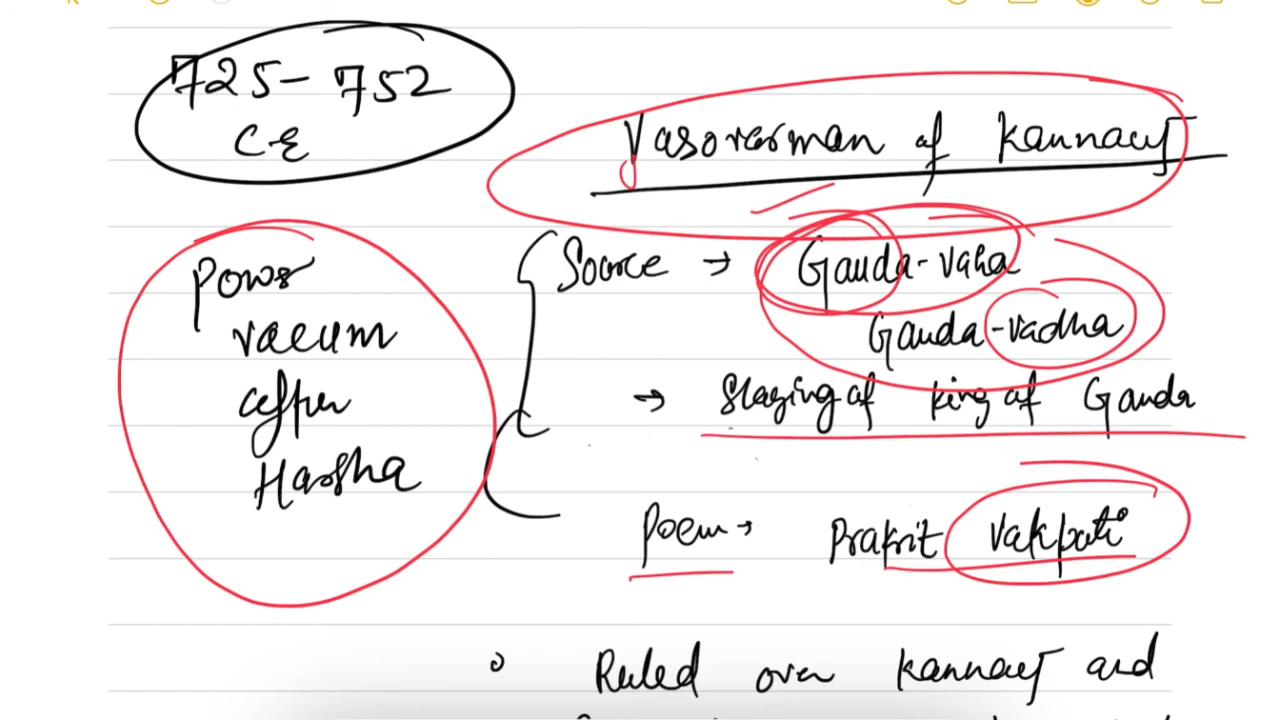 725- 752
CE
Yasovarman of Kannauj
Power
vacum
after
Harsha
Source → Gauda-vaha
Gauda-vadha
→ Slaying of king of Gauda
Poem → Prakrit Vakpati
Ruled over Kannauj and